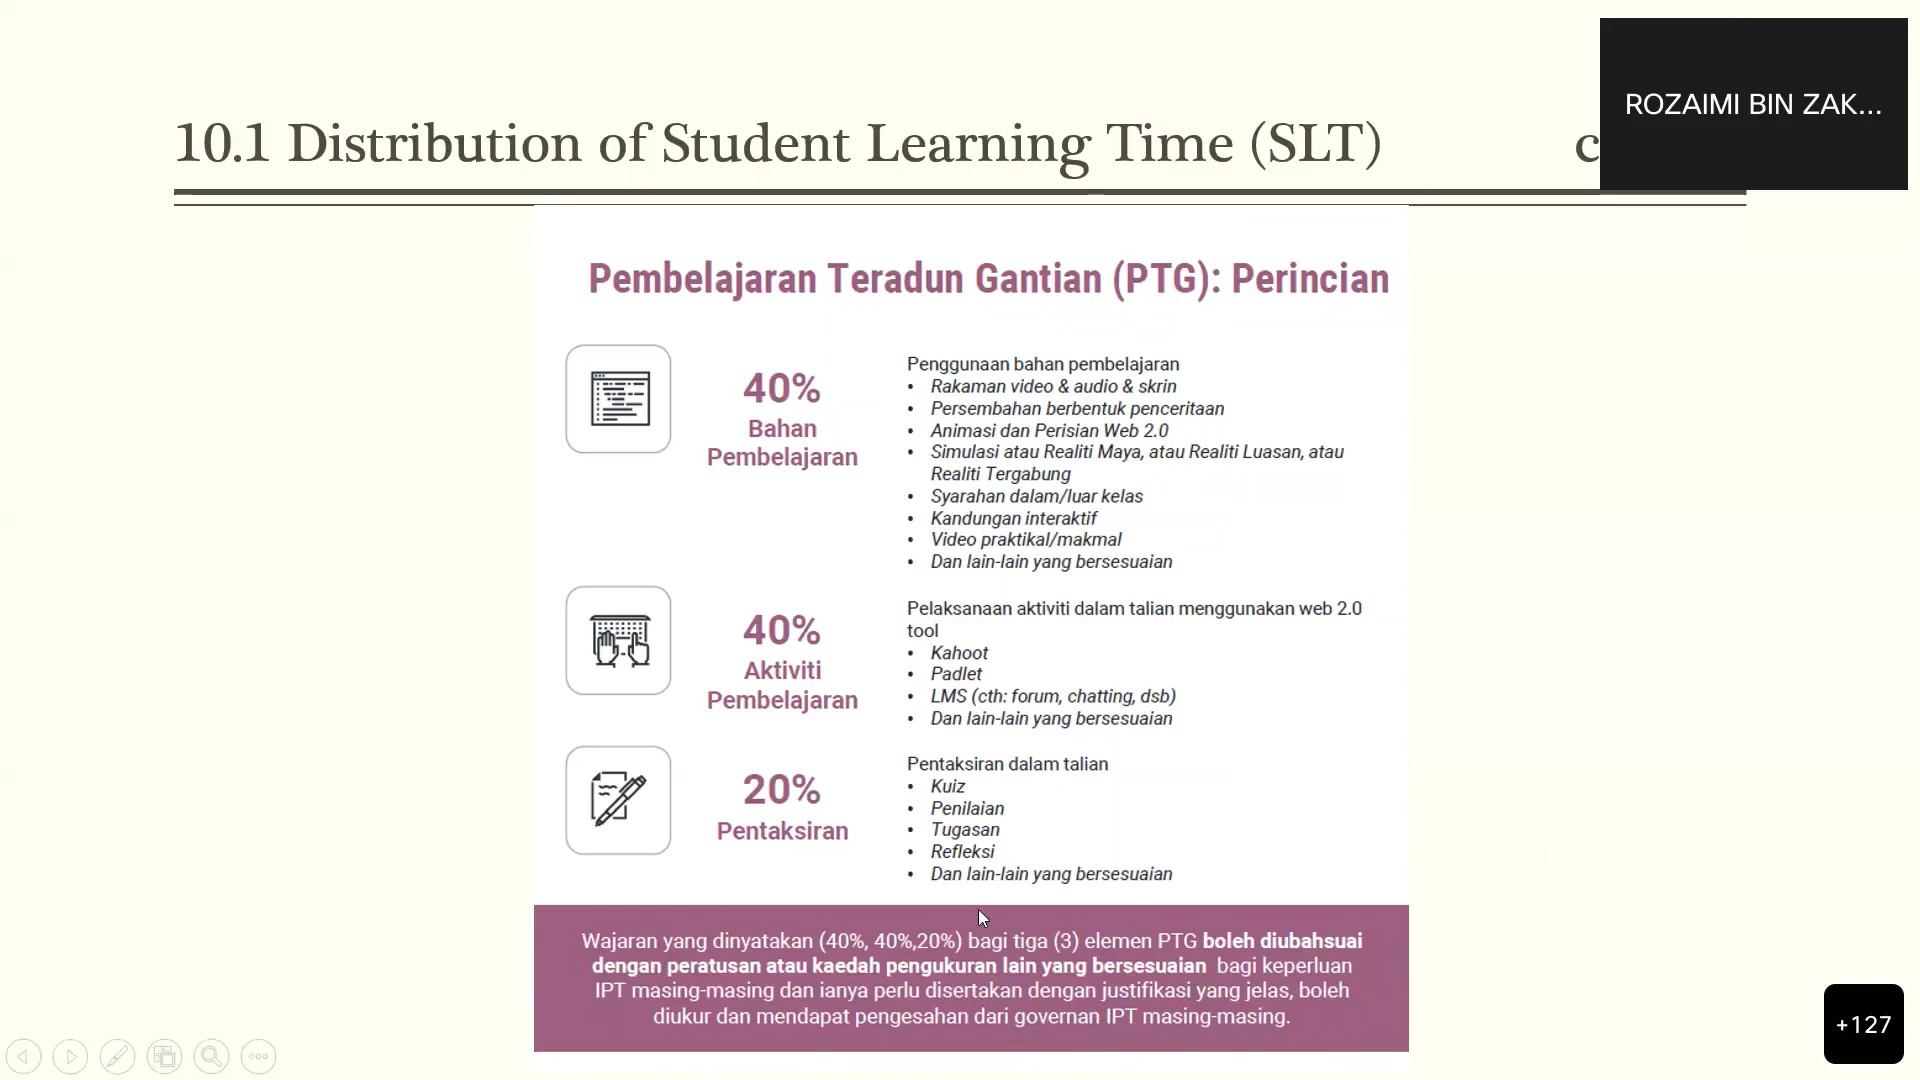 ROZAIMI BIN ZAK...
10.1 Distribution of Student Learning Time (SLT) c
Pembelajaran Teradun Gantian (PTG): Perincian
40%
Bahan
Pembelajaran
Penggunaan bahan pembelajaran
• Rakaman video & audio & skrin
• Persembahan berbentuk penceritaan
• Animasi dan Perisian Web 2.0
• Simulasi atau Realiti Maya, atau Realiti Luasan, atau
Realiti Tergabung
• Syarahan dalam/luar kelas
• Kandungan interaktif
• Video praktikal/makmal
• Dan lain-lain yang bersesuaian
40%
Aktiviti
Pembelajaran
Pelaksanaan aktiviti dalam talian menggunakan web 2.0
tool
• Kahoot
• Padlet
• LMS (cth: forum, chatting, dsb)
• Dan lain-lain yang bersesuaian
20%
Pentaksiran
Pentaksiran dalam talian
• Kuiz
• Penilaian
• Tugasan
• Refleksi
• Dan lain-lain yang bersesuaian
Wajaran yang dinyatakan (40%, 40%,20%) bagi tiga (3) elemen PTG boleh diubahsuai
dengan peratusan atau kaedah pengukuran lain yang bersesuaian bagi keperluan
IPT masing-masing dan ianya perlu disertakan dengan justifikasi yang jelas, boleh
diukur dan mendapat pengesahan dari governan IPT masing-masing.
+127